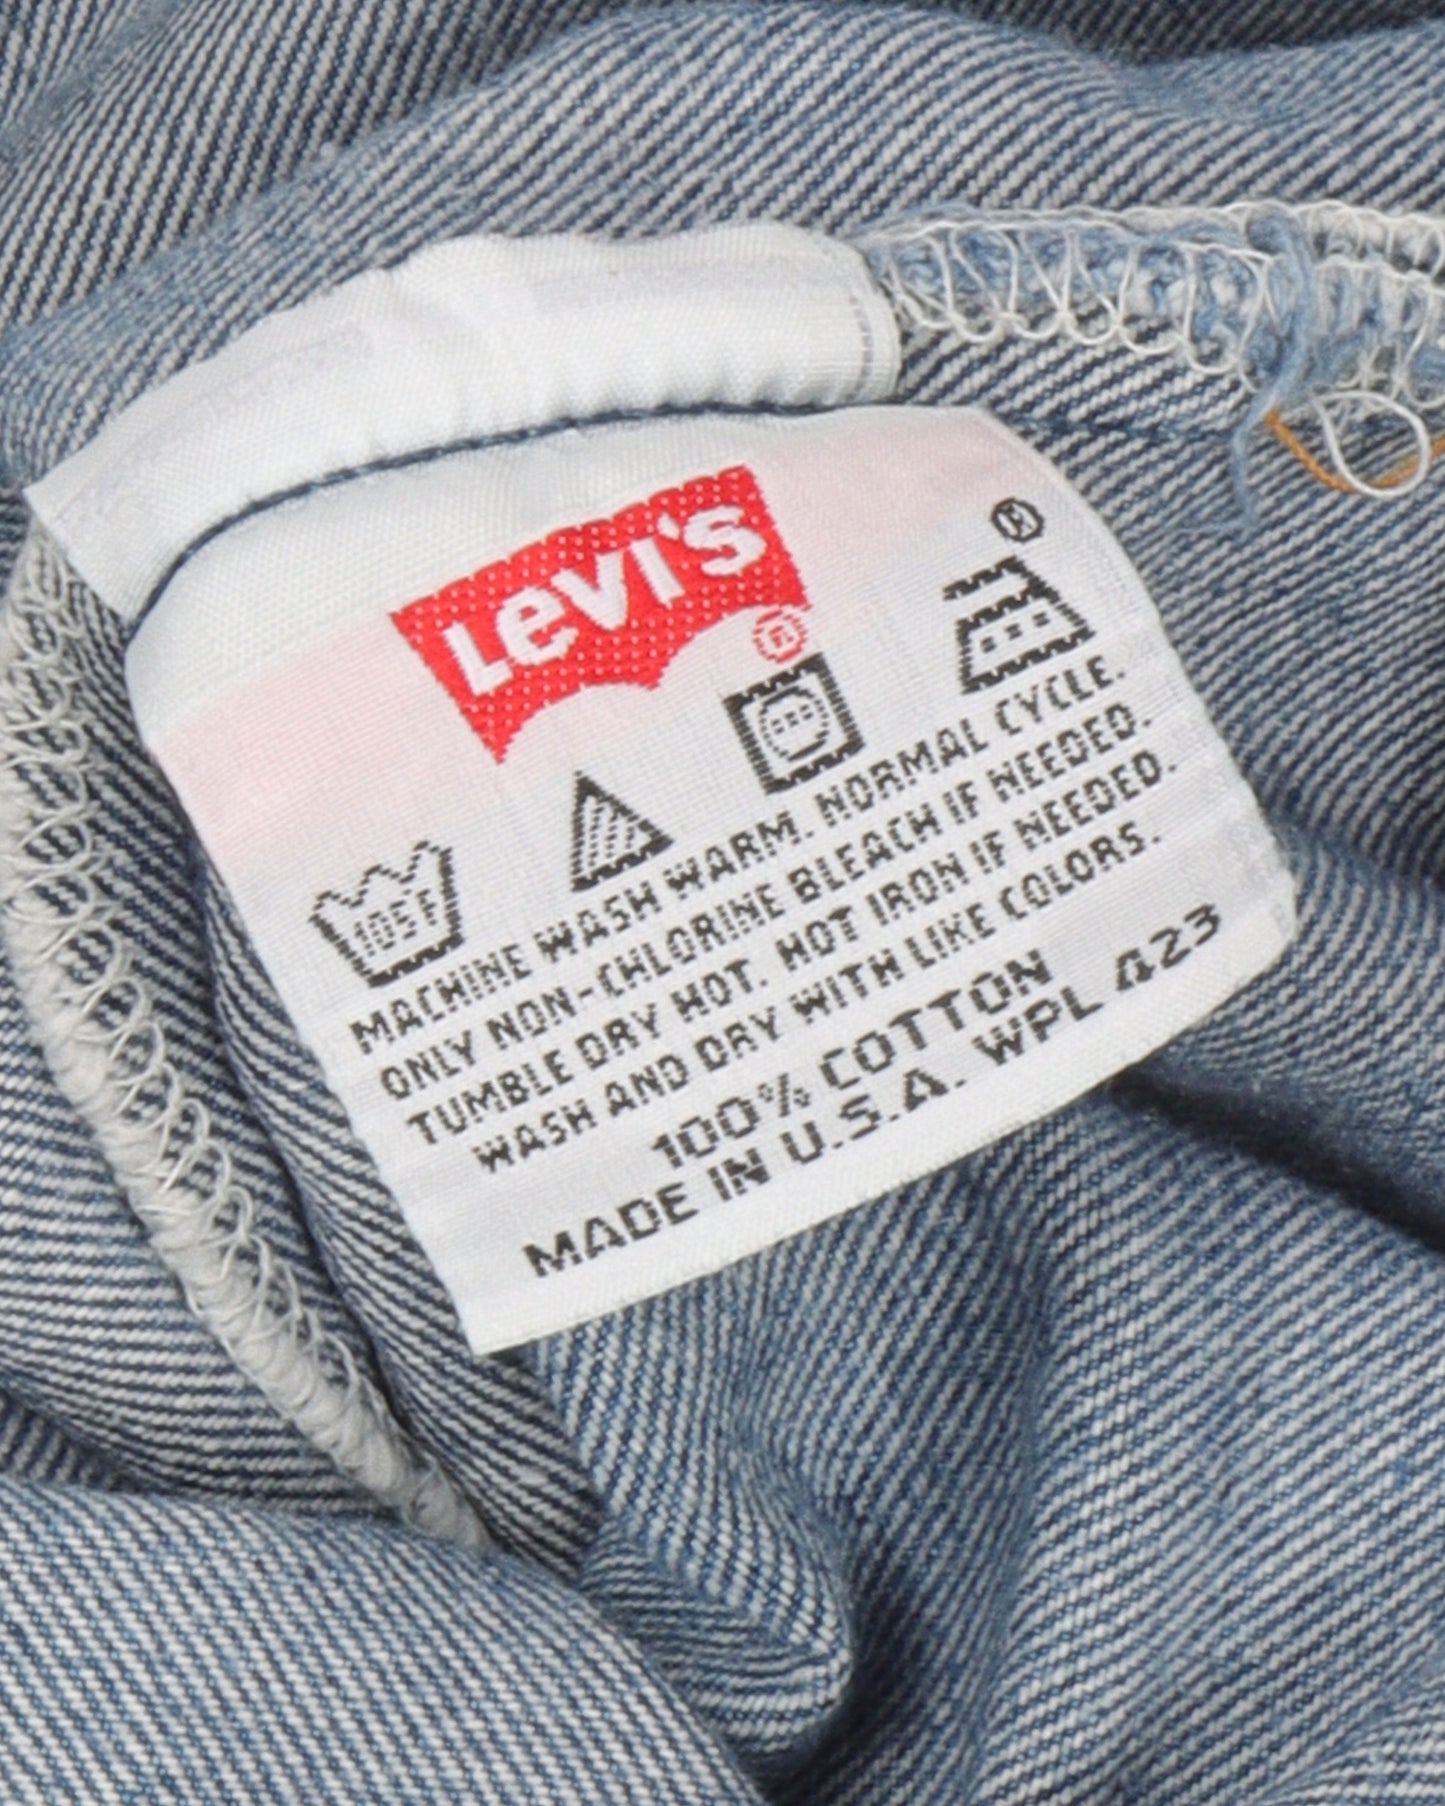 Levi's
®
®
105F
MACHINE WASH WARM. NORMAL CYCLE.
ONLY NON-CHLORINE BLEACH IF NEEDED.
TUMBLE DRY HOT. HOT IRON IF NEEDED.
WASH AND DRY WITH LIKE COLORS.
100% COTTON
MADE IN U.S.A. WPL 423